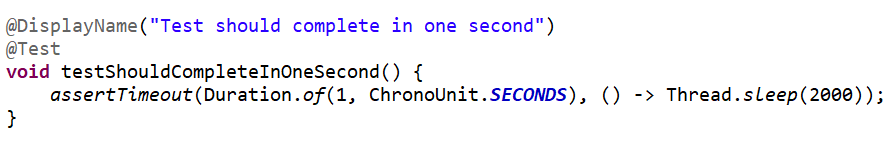 @DisplayName("Test should complete in one second")
@Test
void testShouldCompleteInOneSecond() {
    assertTimeout(Duration.of(1, ChronoUnit.SECONDS), () -> Thread.sleep(2000));
}